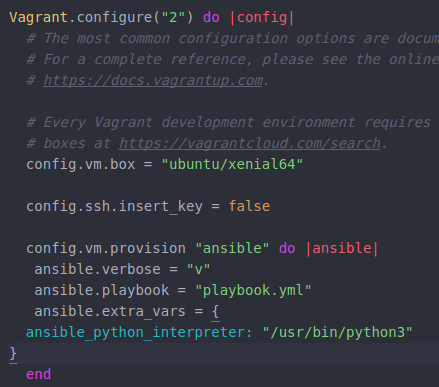 Vagrant.configure("2") do |config|
  # The most common configuration options are docum
  # For a complete reference, please see the online
  # https://docs.vagrantup.com.

  # Every Vagrant development environment requires
  # boxes at https://vagrantcloud.com/search.
  config.vm.box = "ubuntu/xenial64"

  config.ssh.insert_key = false

  config.vm.provision "ansible" do |ansible|
   ansible.verbose = "v"
   ansible.playbook = "playbook.yml"
   ansible.extra_vars = {
  ansible_python_interpreter: "/usr/bin/python3"
}
  end